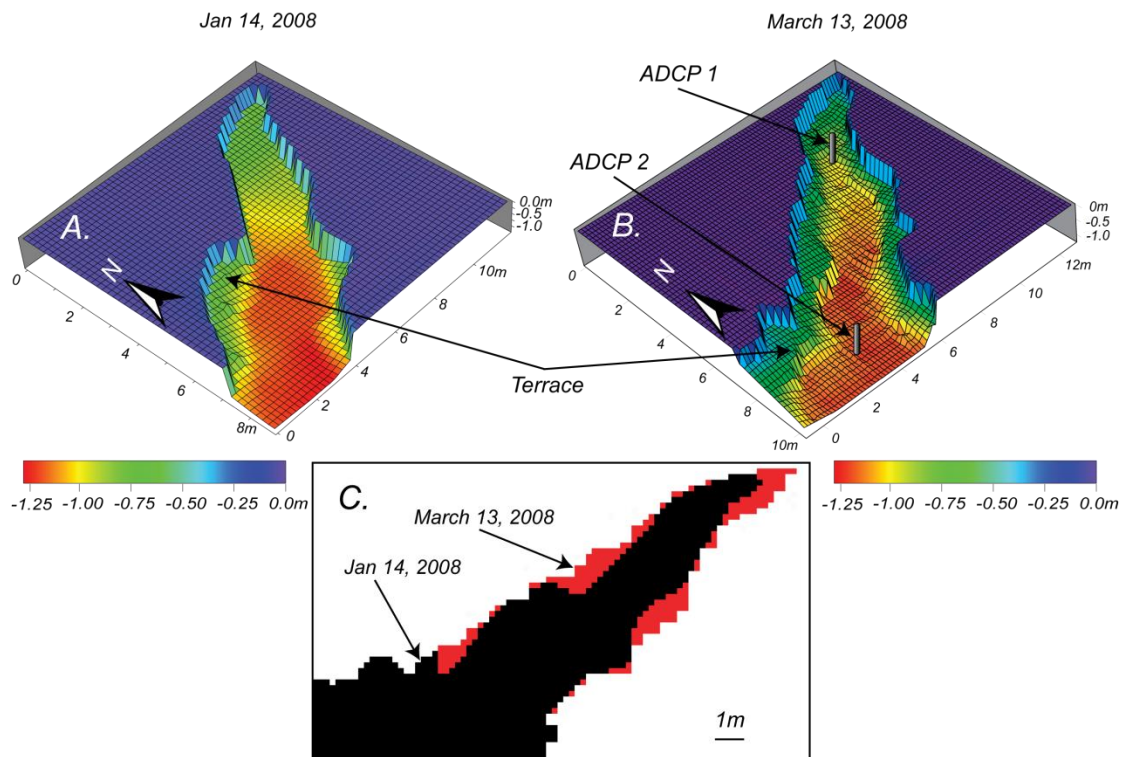 Jan 14, 2008
March 13, 2008
ADCP 1
ADCP 2
A.
N
0.0m
-0.5
-1.0
0
2
4
6
8m
0
2
4
6
8
10m
B.
N
0m
-0.5
-1.0
0
2
4
6
8
10m
0
2
4
6
8
10
12m
Terrace
-1.25 -1.00 -0.75 -0.50 -0.25 0.0m
-1.25 -1.00 -0.75 -0.50 -0.25 0.0m
C.
March 13, 2008
Jan 14, 2008
1m